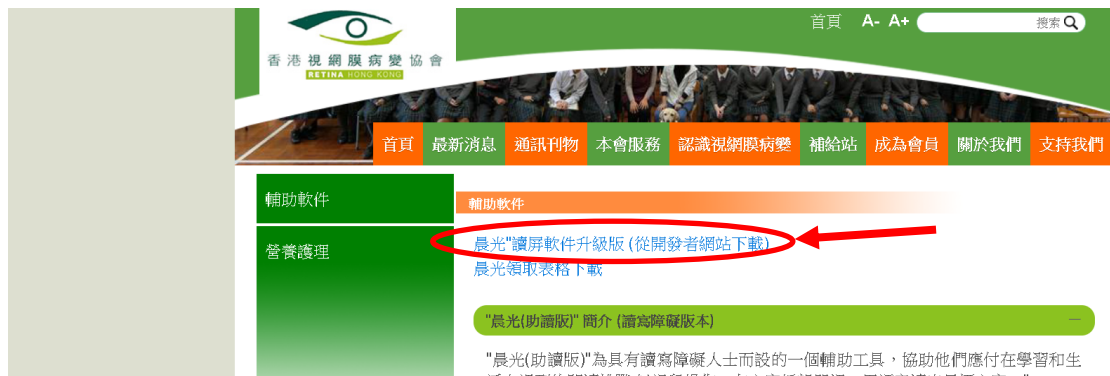 首頁 A- A+ 搜索
香港視網膜病變協會
RETINA HONG KONG
首頁 最新消息 通訊刊物 本會服務 認識視網膜病變 補給站 成為會員 關於我們 支持我們
輔助軟件
營養護理
輔助軟件
晨光"讀屏軟件升級版 (從開發者網站下載)
晨光領取表格下載
"晨光(助讀版)" 簡介 (讀寫障礙版本)
"晨光(助讀版)"為具有讀寫障礙人士而設的一個輔助工具，協助他們應付在學習和生